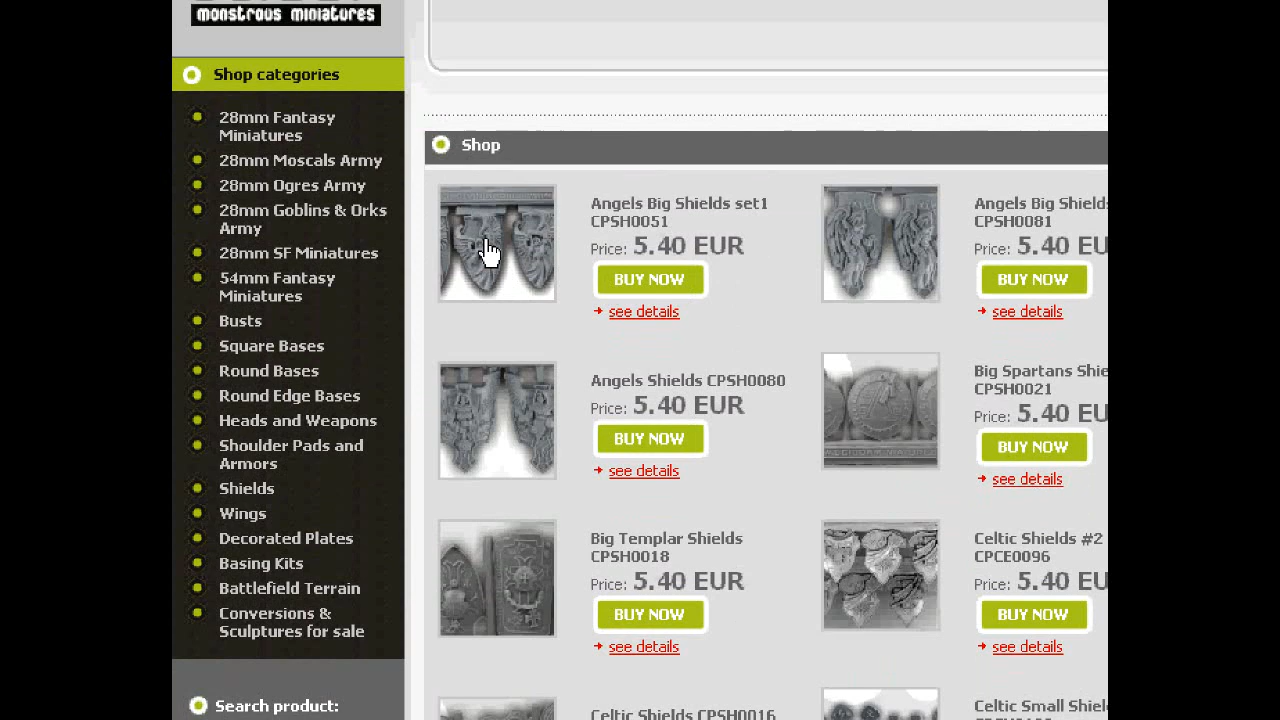 monstrous miniatures
Shop categories
28mm Fantasy
Miniatures
28mm Moscals Army
28mm Ogres Army
28mm Goblins & Orks
Army
28mm SF Miniatures
54mm Fantasy
Miniatures
Busts
Square Bases
Round Bases
Round Edge Bases
Heads and Weapons
Shoulder Pads and
Armors
Shields
Wings
Decorated Plates
Basing Kits
Battlefield Terrain
Conversions &
Sculptures for sale
Search product:
Shop
Angels Big Shields set1
CPSH0051
Price: 5.40 EUR
BUY NOW
see details
Angels Big Shields
CPSH0081
Price: 5.40 EU
BUY NOW
see details
Angels Shields CPSH0080
Price: 5.40 EUR
BUY NOW
see details
Big Spartans Shie
CPSH0021
Price: 5.40 EU
BUY NOW
see details
Big Templar Shields
CPSH0018
Price: 5.40 EUR
BUY NOW
see details
Celtic Shields #2
CPCE0096
Price: 5.40 EU
BUY NOW
see details
Celtic Shields CPSH0016
Celtic Small Shield